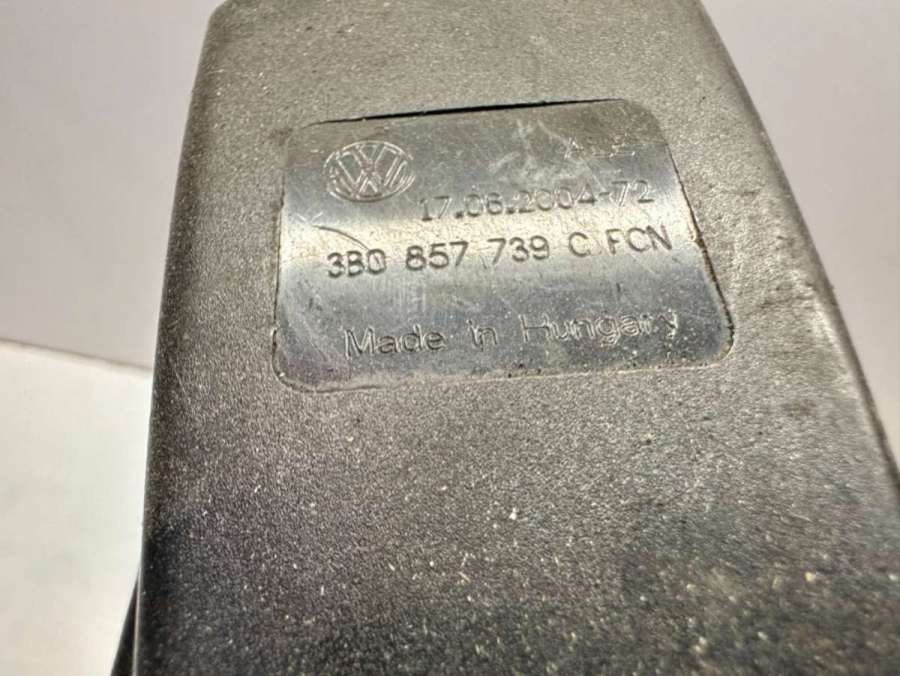 17.06.2004-72
3B0 857 739 C FCN
Made in Hungary